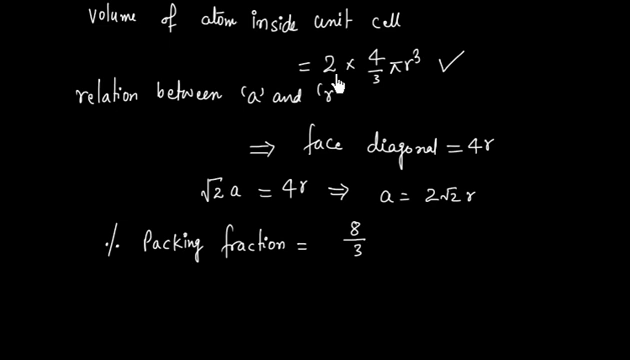 volume of atom inside unit cell
= 2 × 4/3 πr³ ✓
relation between 'a' and 'r'
⇒ face diagonal = 4r
√2 a = 4r ⇒ a = 2√2 r
% Packing fraction = 8/3